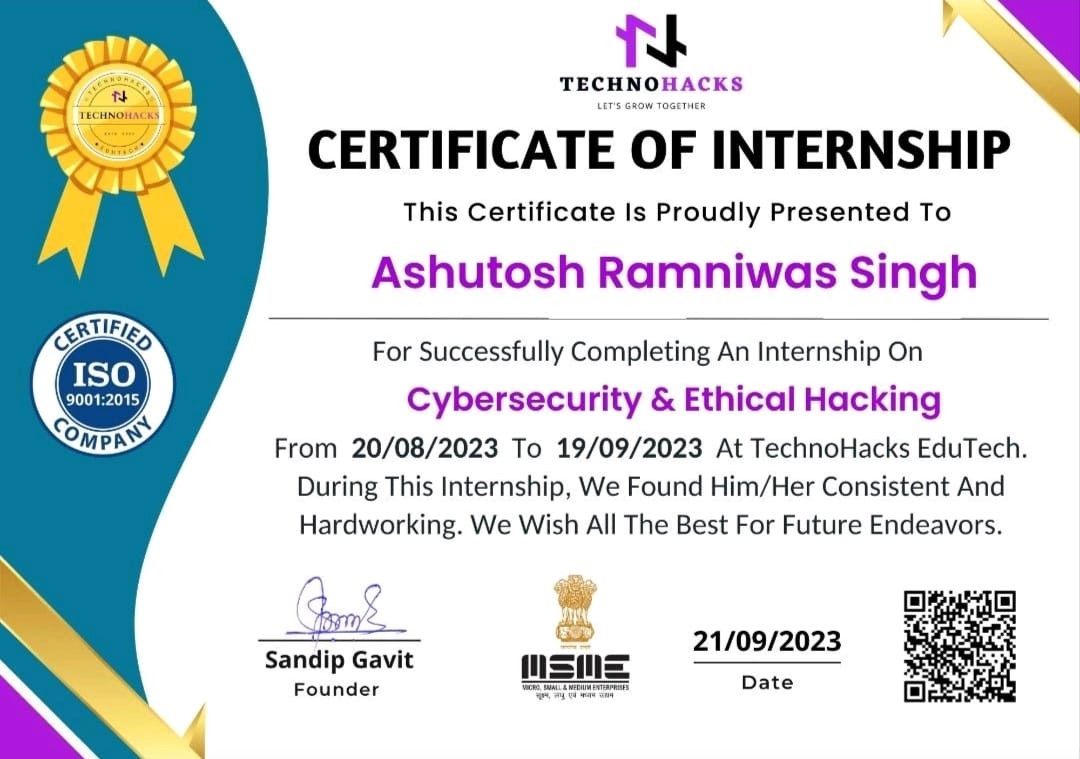 TECHNOHACKS
LET'S GROW TOGETHER
CERTIFICATE OF INTERNSHIP
This Certificate Is Proudly Presented To
Ashutosh Ramniwas Singh
For Successfully Completing An Internship On
Cybersecurity & Ethical Hacking
From 20/08/2023 To 19/09/2023 At TechnoHacks EduTech.
During This Internship, We Found Him/Her Consistent And
Hardworking. We Wish All The Best For Future Endeavors.
TECHNOHACKS
TECHNOHACKS
EDUTECH
CERTIFIED
ISO
9001:2015
COMPANY
Sandip Gavit
Founder
MSME
MICRO, SMALL & MEDIUM ENTERPRISES
सूक्ष्म, लघु एवं मध्यम उद्यम
21/09/2023
Date